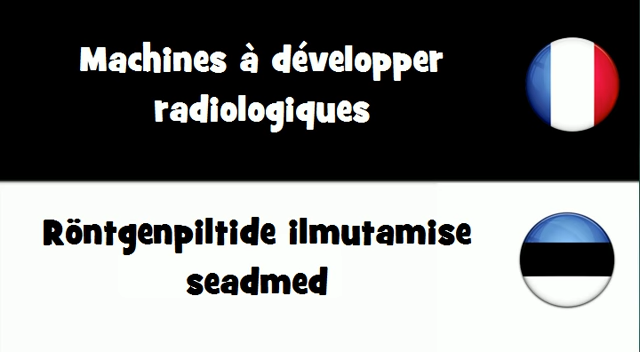 Machines à développer
radiologiques
Röntgenpiltide ilmutamise
seadmed